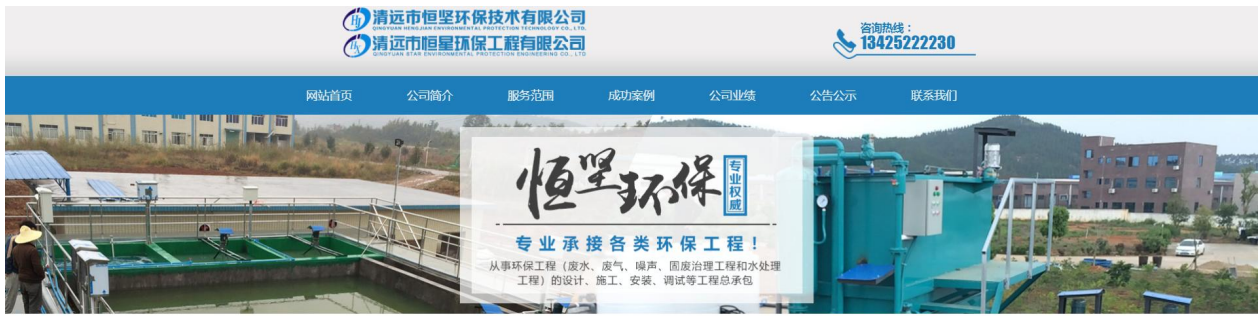 清远市恒坚环保技术有限公司
QINGYUAN HENGJIAN ENVIRONMENTAL PROTECTION TECHNOLOGY CO., LTD.
清远市恒星环保工程有限公司
QINGYUAN STAR ENVIRONMENTAL PROTECTION ENGINEERING CO., LTD
咨询热线：
13425222230
网站首页 公司简介 服务范围 成功案例 公司业绩 公告公示 联系我们
恒坚环保
专业权威
专业承接各类环保工程！
从事环保工程（废水、废气、噪声、固废治理工程和水处理
工程）的设计、施工、安装、调试等工程总承包